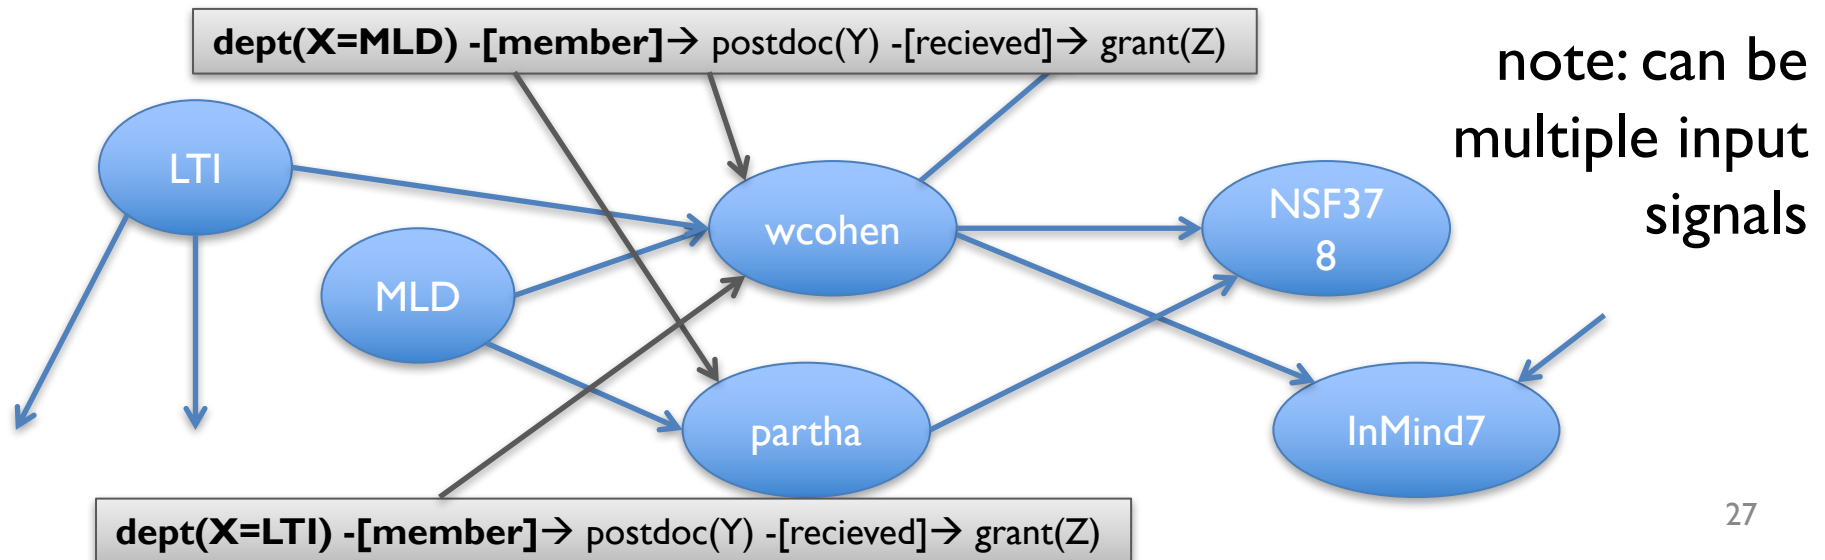 dept(X=MLD) -[member]→ postdoc(Y) -[recieved]→ grant(Z)
note: can be
multiple input
signals
LTI
wcohen
NSF37
8
MLD
partha
InMind7
dept(X=LTI) -[member]→ postdoc(Y) -[recieved]→ grant(Z)
27